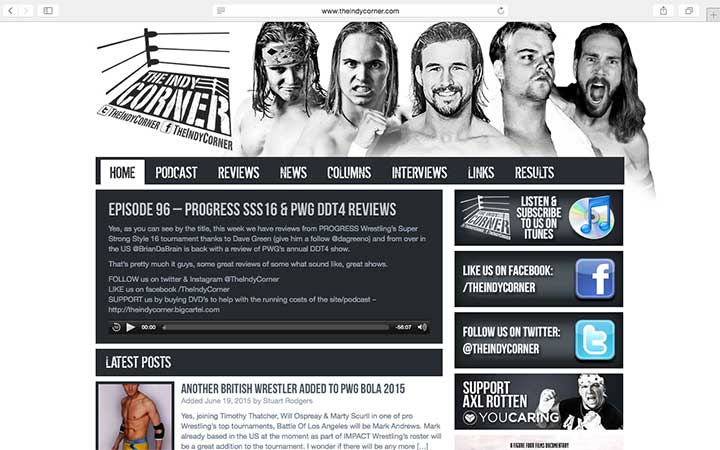 www.theindycorner.com
THE INDY
CORNER
THEINDYCORNER
THEINDYCORNER
HOME PODCAST REVIEWS NEWS COLUMNS INTERVIEWS LINKS RESULTS
EPISODE 96 – PROGRESS SSS16 & PWG DDT4 REVIEWS
Yes, as you can see by the title, this week we have reviews from PROGRESS Wrestling's Super
Strong Style 16 tournament thanks to Dave Green (give him a follow @dagreeno) and from over in
the US @BrianDaBrain is back with a review of PWG's annual DDT4 show.
That's pretty much it guys, some great reviews of some what sound like, great shows.
FOLLOW us on twitter & Instagram @TheIndyCorner
LIKE us on facebook /TheIndyCorner
SUPPORT us by buying DVD's to help with the running costs of the site/podcast –
http://theindycorner.bigcartel.com
00:00 -56:07
LATEST POSTS
ANOTHER BRITISH WRESTLER ADDED TO PWG BOLA 2015
Added June 19, 2015 by Stuart Rodgers
Yes, joining Timothy Thatcher, Will Ospreay & Marty Scurll in one of pro
Wrestling's top tournaments, Battle Of Los Angeles will be Mark Andrews. Mark
already based in the US at the moment as part of IMPACT Wrestling's roster will
be a great addition to the tournament. I wonder if there will be any more [...]
THE INDY
CORNER
LISTEN &
SUBSCRIBE
TO US ON
ITUNES
LIKE US ON FACEBOOK:
/THEINDYCORNER
FOLLOW US ON TWITTER:
@THEINDYCORNER
SUPPORT
AXL ROTTEN
YOUCARING
A FIGURE FOUR FILMS DOCUMENTARY